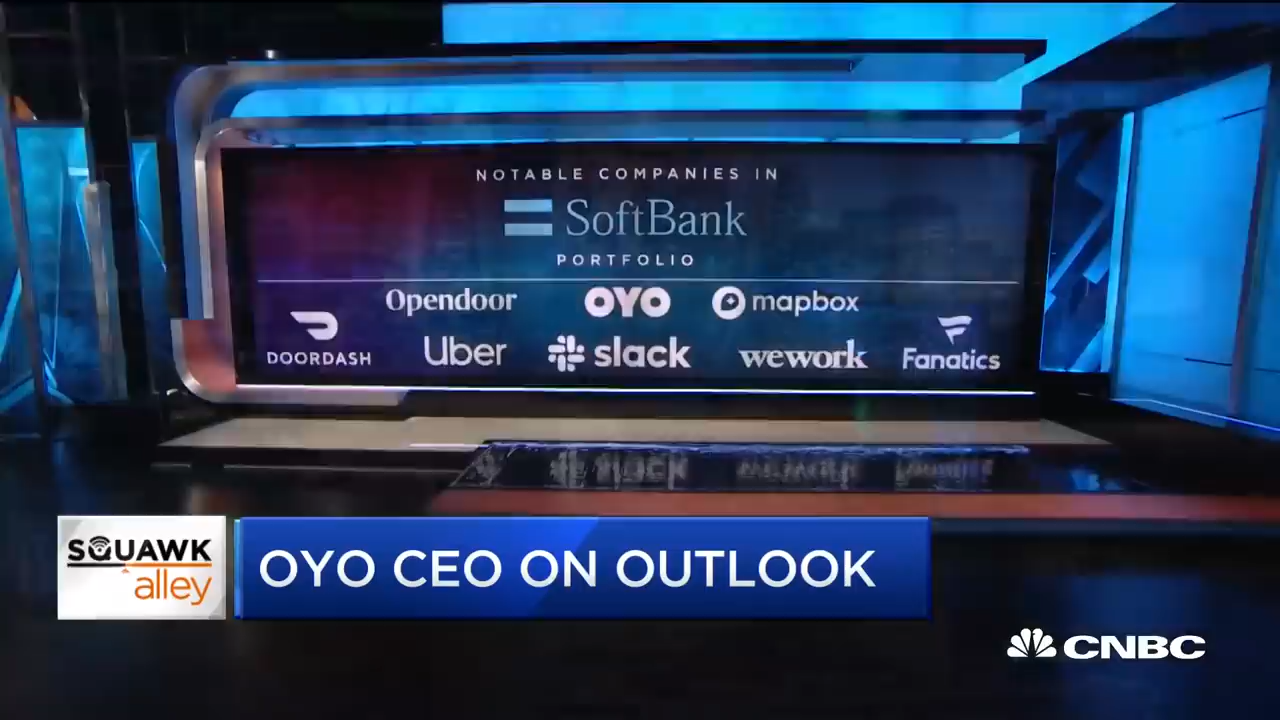 NOTABLE COMPANIES IN
SoftBank
PORTFOLIO
Opendoor OYO mapbox
DOORDASH Uber slack wework Fanatics
SQUAWK alley
OYO CEO ON OUTLOOK
CNBC